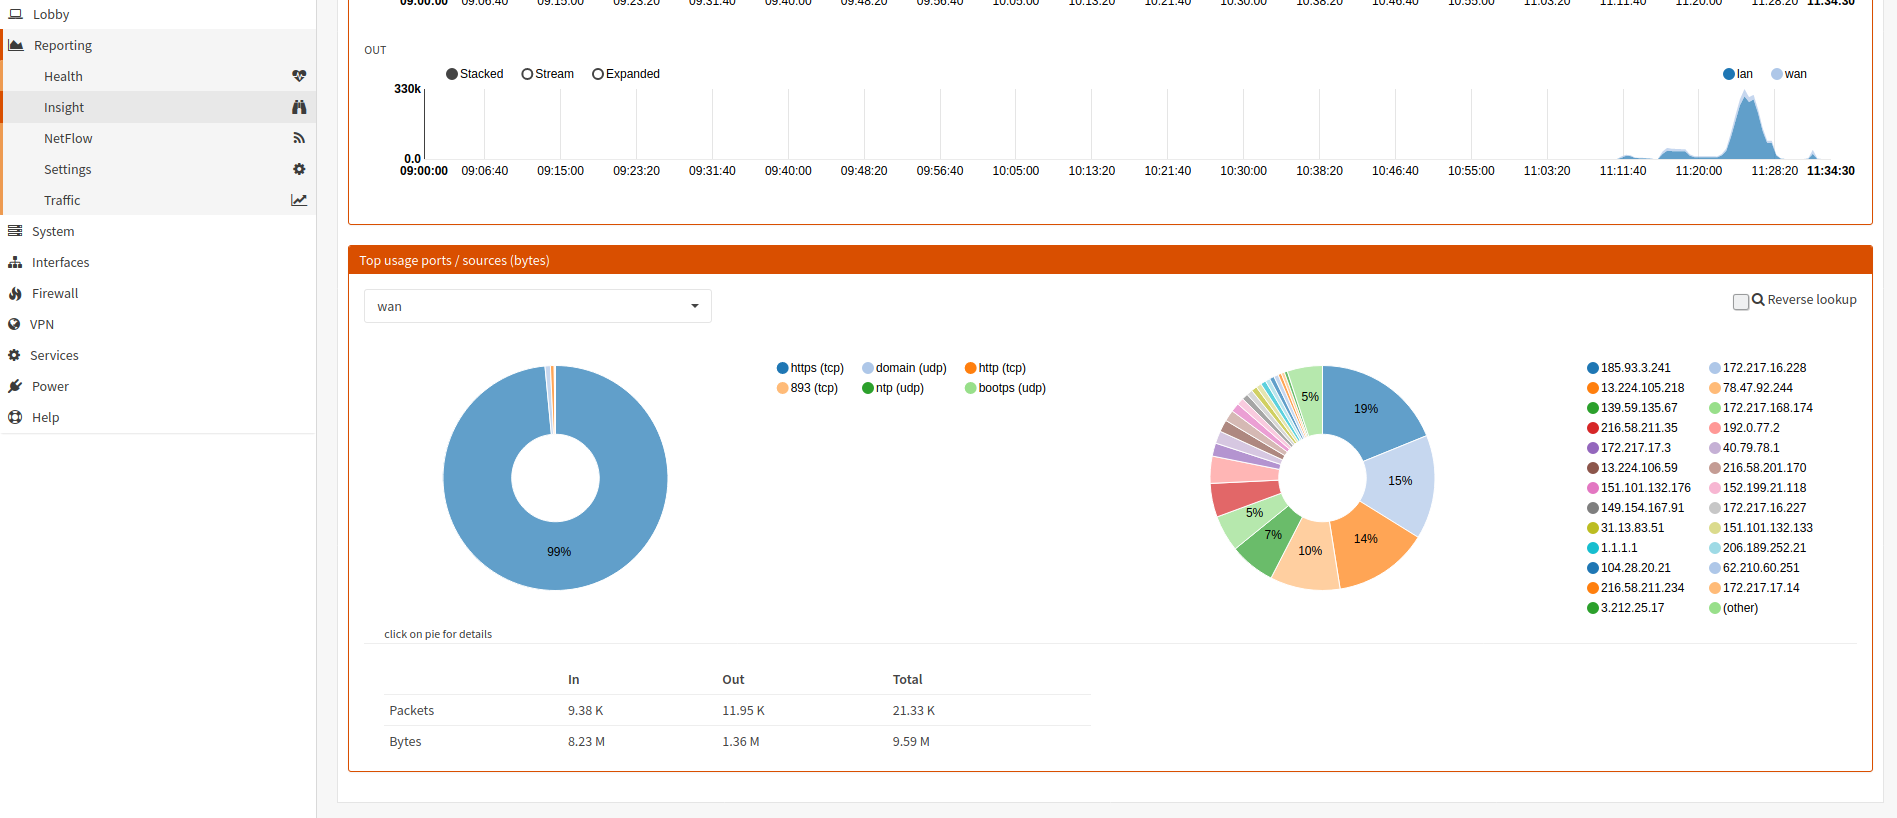 Lobby
Reporting
Health
Insight
NetFlow
Settings
Traffic
System
Interfaces
Firewall
VPN
Services
Power
Help
09:00:00 09:06:40 09:15:00 09:23:20 09:31:40 09:40:00 09:48:20 09:56:40 10:05:00 10:13:20 10:21:40 10:30:00 10:38:20 10:46:40 10:55:00 11:03:20 11:11:40 11:20:00 11:28:20 11:34:30
OUT
Stacked Stream Expanded
lan wan
330k
0.0
09:00:00 09:06:40 09:15:00 09:23:20 09:31:40 09:40:00 09:48:20 09:56:40 10:05:00 10:13:20 10:21:40 10:30:00 10:38:20 10:46:40 10:55:00 11:03:20 11:11:40 11:20:00 11:28:20 11:34:30
Top usage ports / sources (bytes)
wan
Reverse lookup
https (tcp) domain (udp) http (tcp)
893 (tcp) ntp (udp) bootps (udp)
99%
5%
19%
15%
14%
10%
7%
5%
185.93.3.241 172.217.16.228
13.224.105.218 78.47.92.244
139.59.135.67 172.217.168.174
216.58.211.35 192.0.77.2
172.217.17.3 40.79.78.1
13.224.106.59 216.58.201.170
151.101.132.176 152.199.21.118
149.154.167.91 172.217.16.227
31.13.83.51 151.101.132.133
1.1.1.1 206.189.252.21
104.28.20.21 62.210.60.251
216.58.211.234 172.217.17.14
3.212.25.17 (other)
click on pie for details
In Out Total
Packets 9.38 K 11.95 K 21.33 K
Bytes 8.23 M 1.36 M 9.59 M